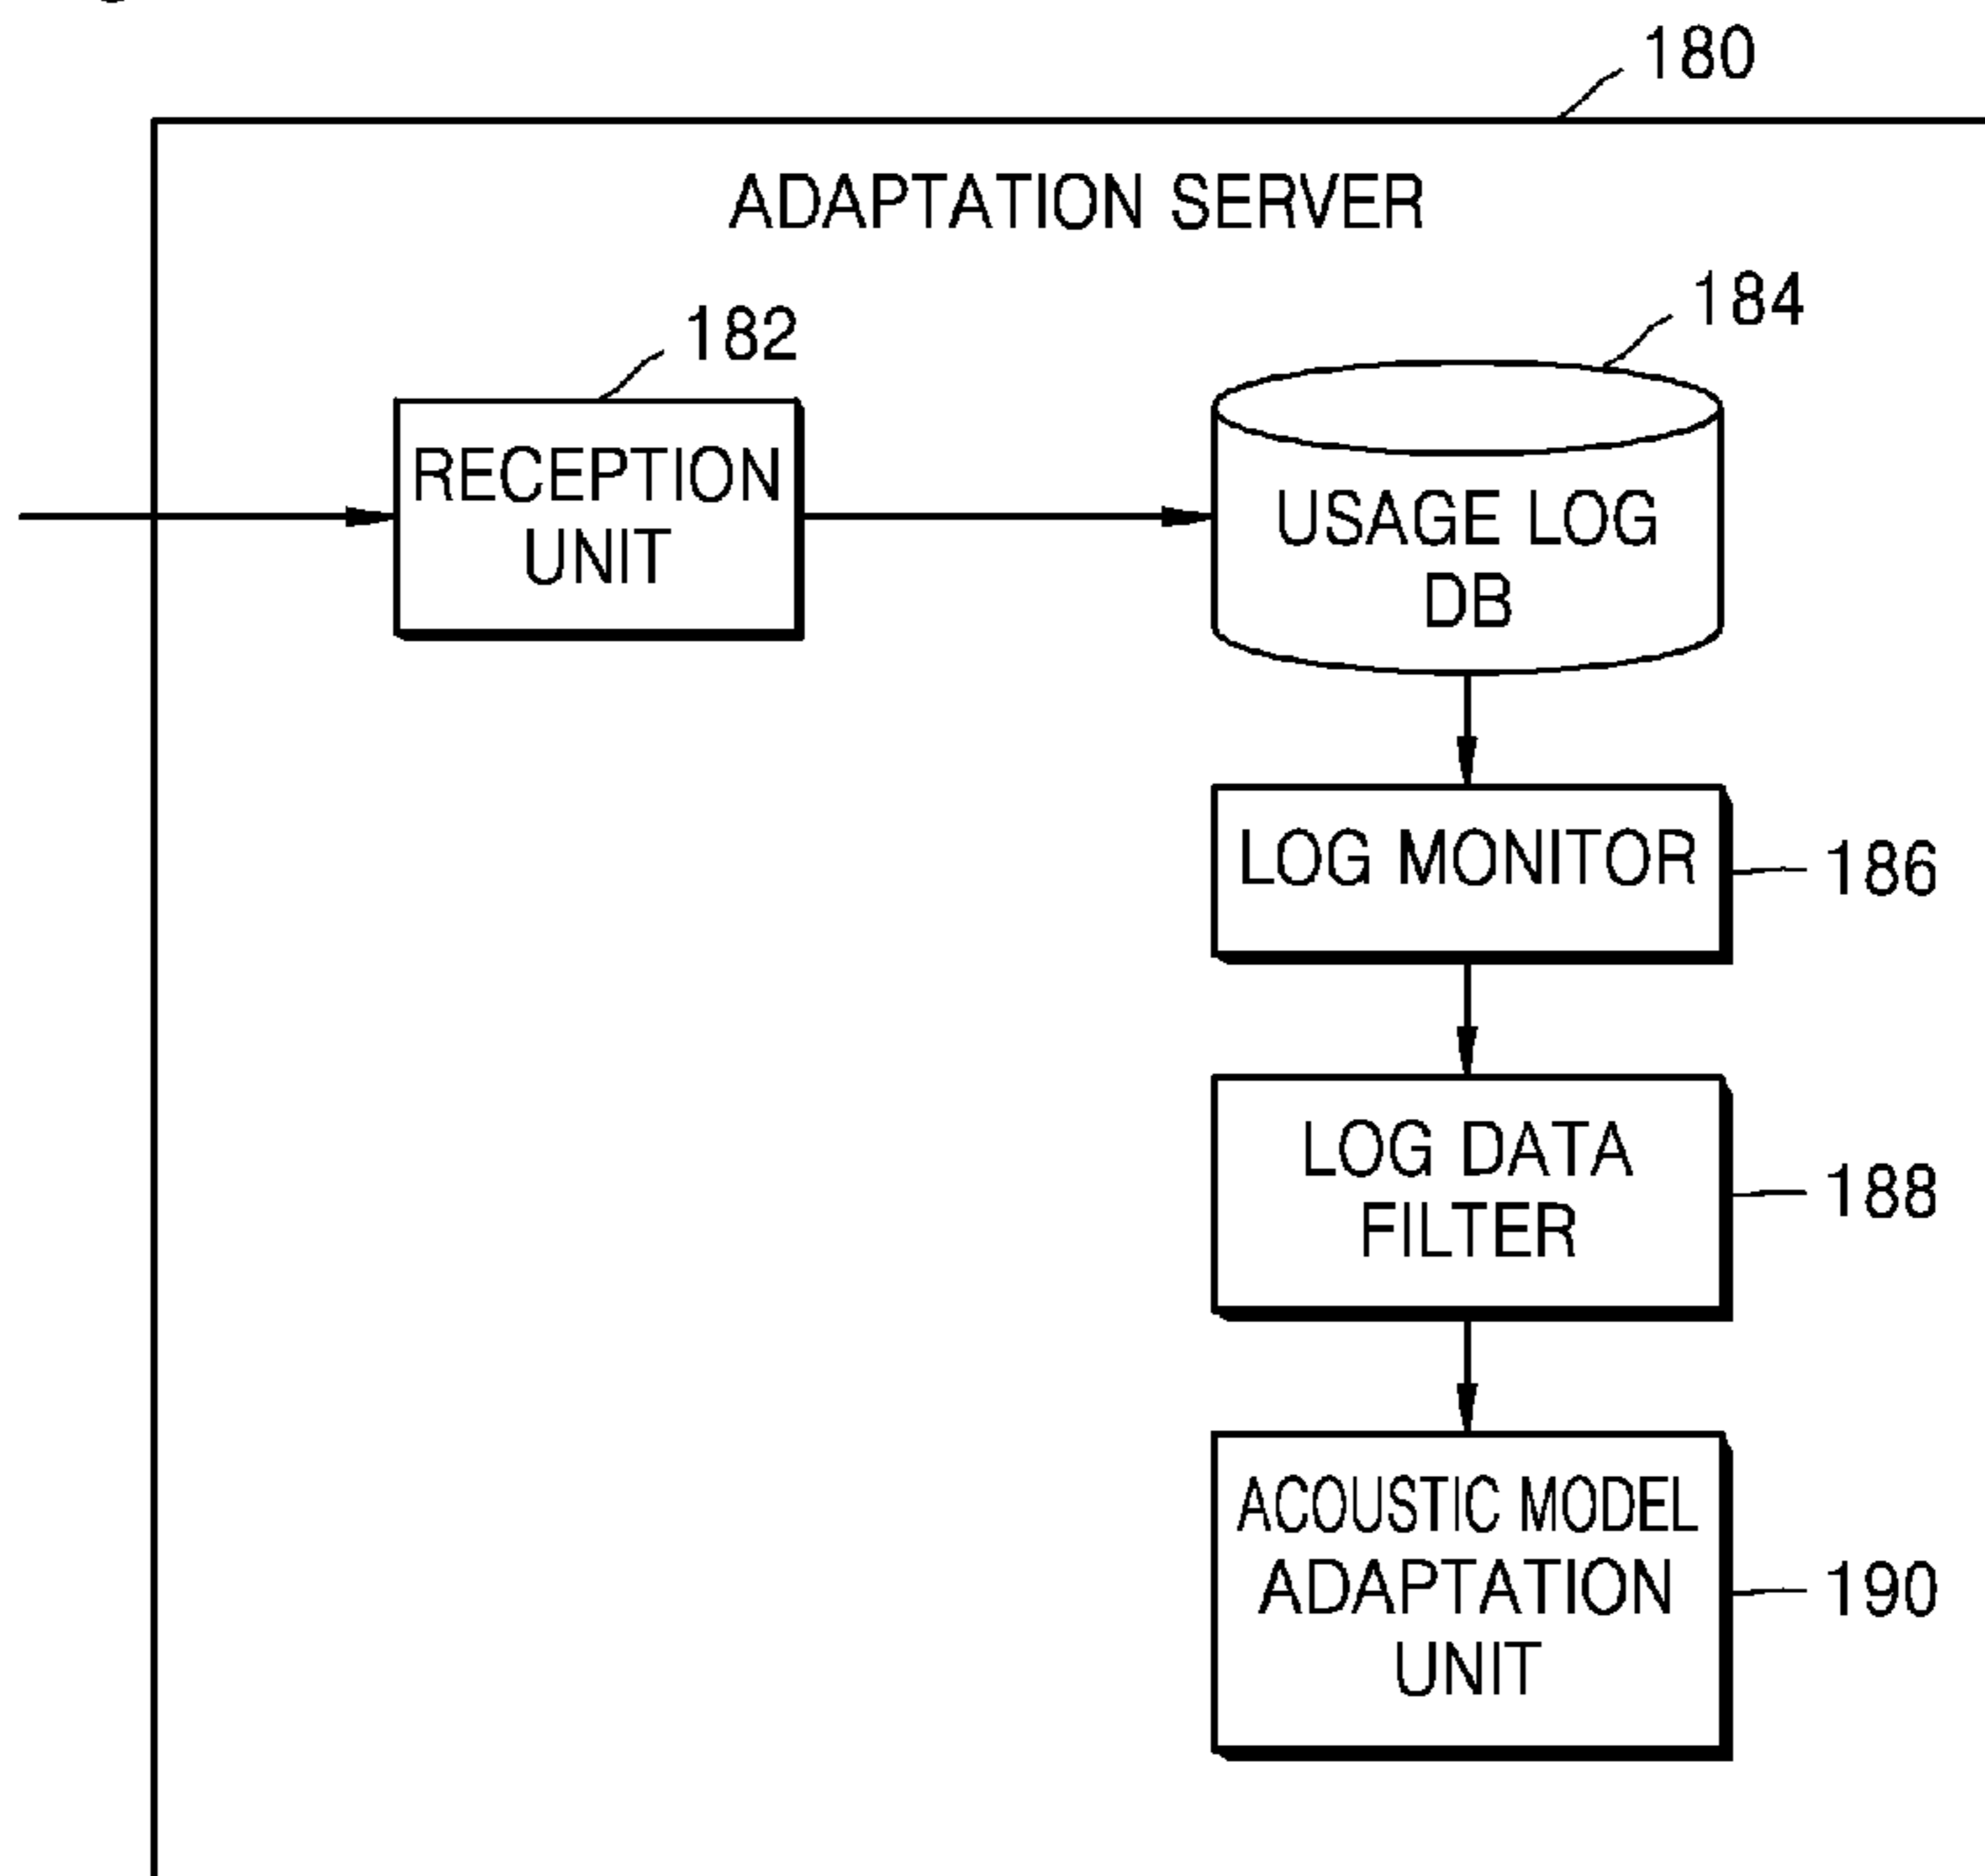 180
ADAPTATION SERVER
184
182
RECEPTION
UNIT
USAGE LOG
DB
LOG MONITOR
186
LOG DATA
FILTER
188
ACOUSTIC MODEL
ADAPTATION
UNIT
190